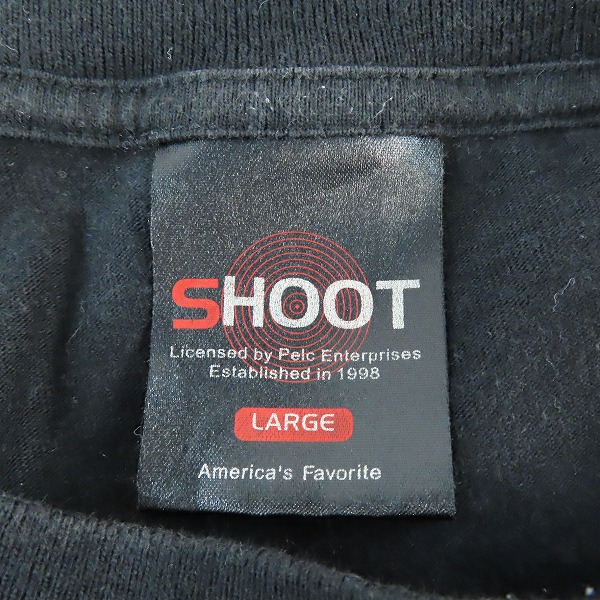 SHOOT
Licensed by Pelc Enterprises
Established in 1998
LARGE
America's Favorite